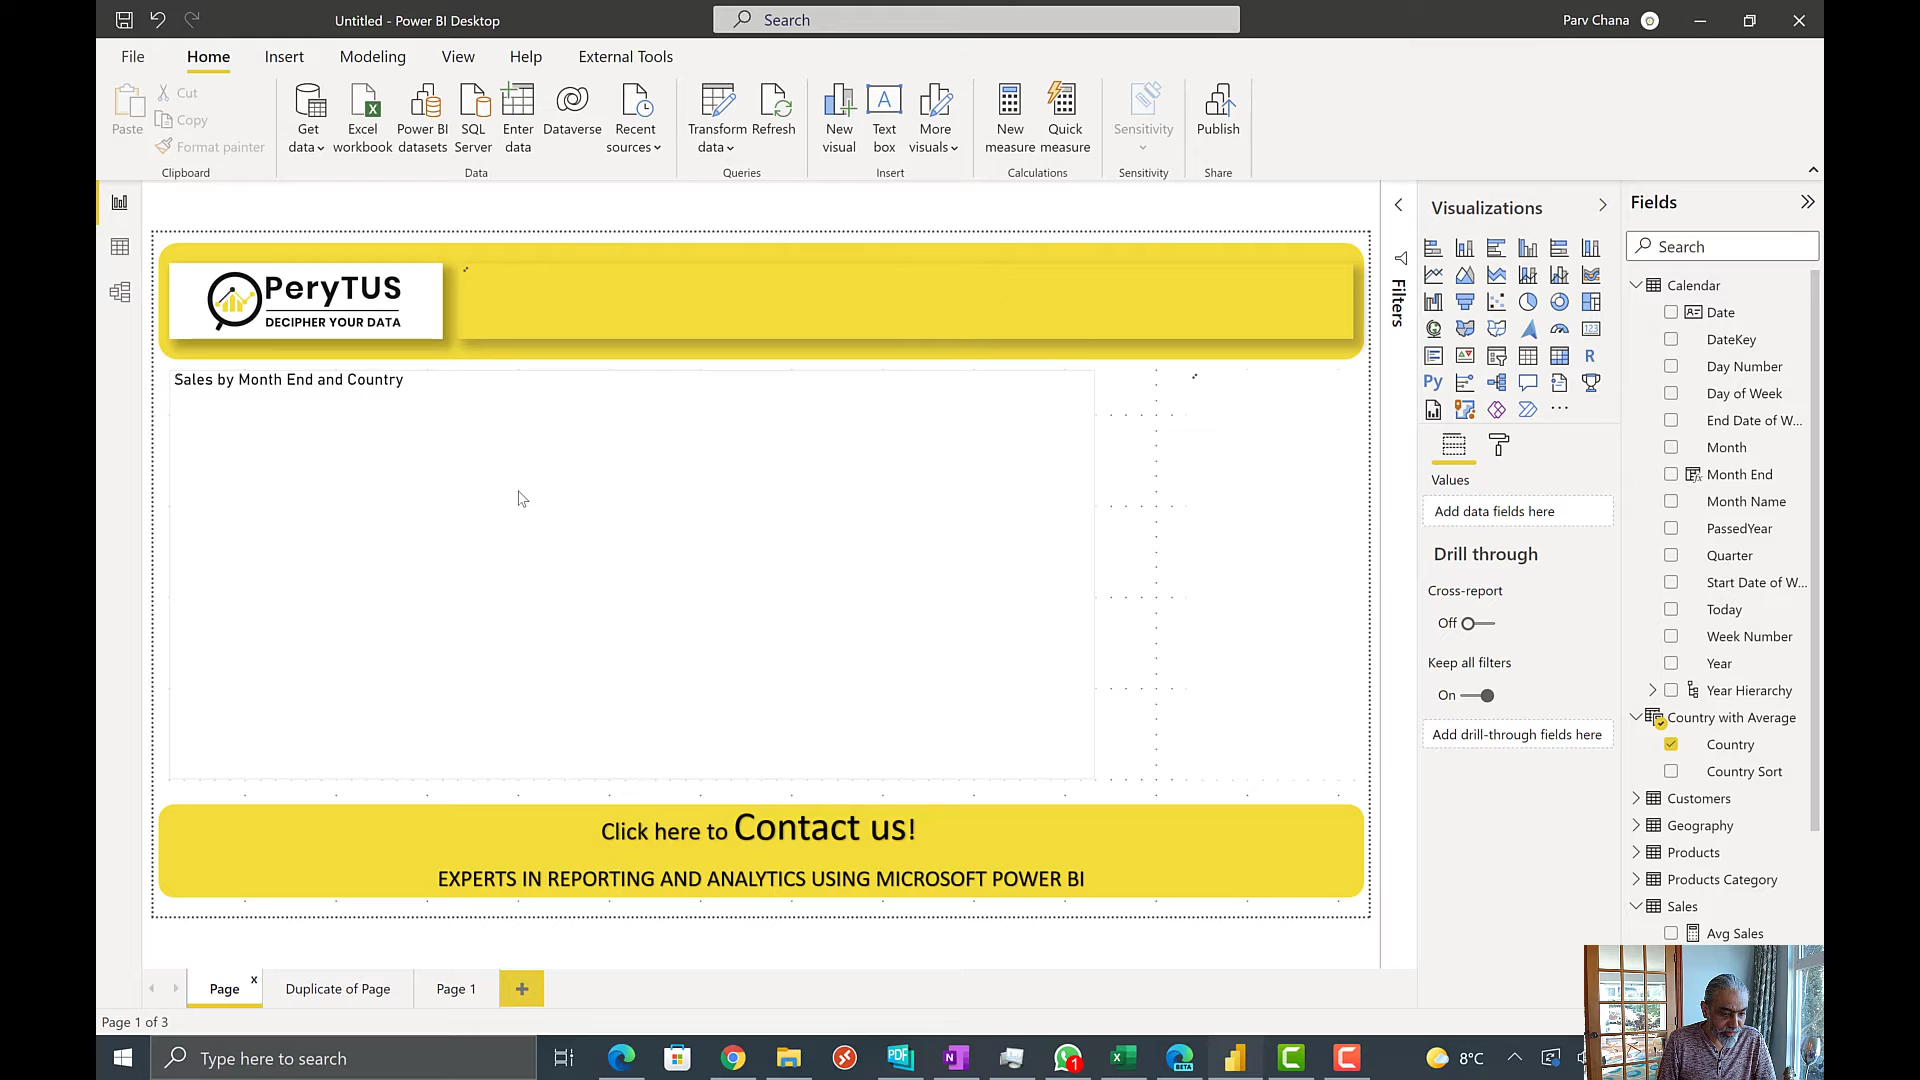 Untitled - Power BI Desktop
Search
Parv Chana
File
Home
Insert
Modeling
View
Help
External Tools
Paste
Cut
Copy
Format painter
Clipboard
Get data
Excel workbook
Power BI datasets
SQL Server
Enter data
Dataverse
Recent sources
Data
Transform data
Refresh
Queries
New visual
Text box
More visuals
Insert
New measure
Quick measure
Calculations
Sensitivity
Sensitivity
Publish
Share
PeryTUS
DECIPHER YOUR DATA
Sales by Month End and Country
Click here to Contact us!
EXPERTS IN REPORTING AND ANALYTICS USING MICROSOFT POWER BI
Filters
Visualizations
R
Py
123
Values
Add data fields here
Drill through
Cross-report
Off
Keep all filters
On
Add drill-through fields here
Fields
Search
Calendar
Date
DateKey
Day Number
Day of Week
End Date of W...
Month
Month End
Month Name
PassedYear
Quarter
Start Date of W...
Today
Week Number
Year
Year Hierarchy
Country with Average
Country
Country Sort
Customers
Geography
Products
Products Category
Sales
Avg Sales
Page
x
Duplicate of Page
Page 1
+
Page 1 of 3
Type here to search
PDF
N
1
BETA
8°C